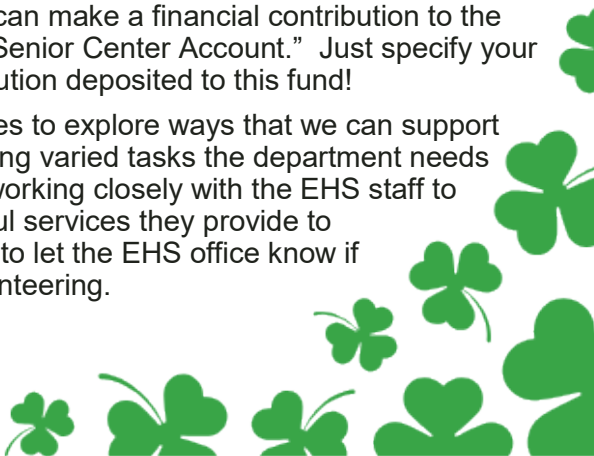 can make a financial contribution to the
Senior Center Account.”  Just specify your
ution deposited to this fund!
es to explore ways that we can support
ng varied tasks the department needs
working closely with the EHS staff to
ul services they provide to
to let the EHS office know if
nteering.